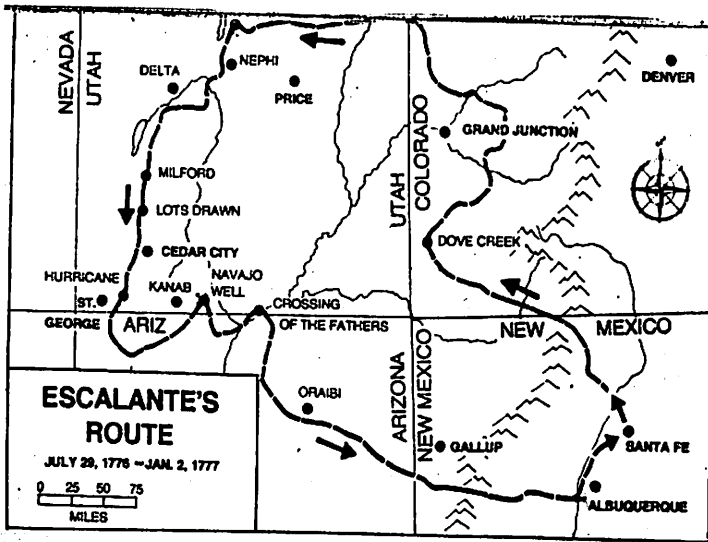 NEVADA
UTAH
DELTA
NEPHI
PRICE
DENVER
GRAND JUNCTION
UTAH
COLORADO
MILFORD
LOTS DRAWN
CEDAR CITY
DOVE CREEK
HURRICANE
NAVAJO
WELL
KANAB
ST.
GEORGE
ARIZ
CROSSING
OF THE FATHERS
NEW MEXICO
ARIZONA
NEW MEXICO
ORAIBI
GALLUP
SANTA FE
ALBUQUERQUE
ESCALANTE'S
ROUTE
JULY 29, 1776 – JAN. 2, 1777
0 25 50 75
MILES